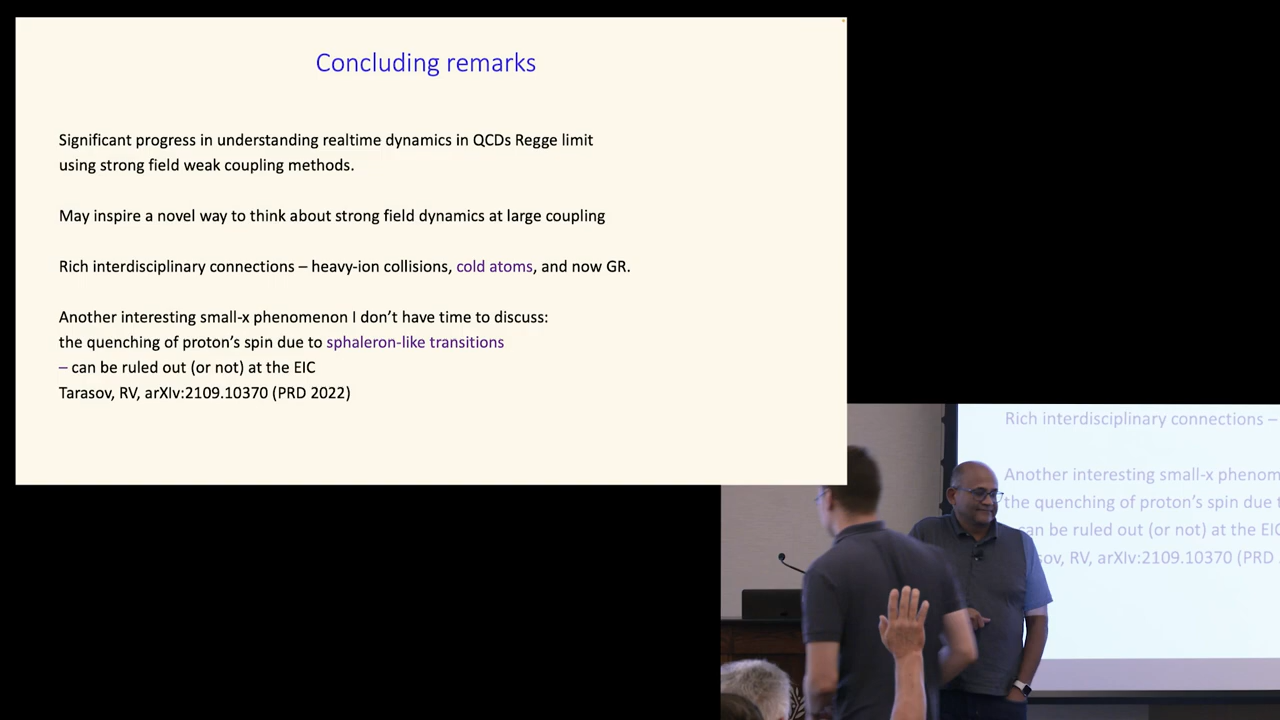 Concluding remarks
Significant progress in understanding realtime dynamics in QCDs Regge limit
using strong field weak coupling methods.
May inspire a novel way to think about strong field dynamics at large coupling
Rich interdisciplinary connections – heavy-ion collisions, cold atoms, and now GR.
Another interesting small-x phenomenon I don't have time to discuss:
the quenching of proton's spin due to sphaleron-like transitions
– can be ruled out (or not) at the EIC
Tarasov, RV, arXIv:2109.10370 (PRD 2022)
Rich interdisciplinary connections –
Another interesting small-x phenom
the quenching of proton's spin due t
can be ruled out (or not) at the EIC
sov, RV, arXIv:2109.10370 (PRD